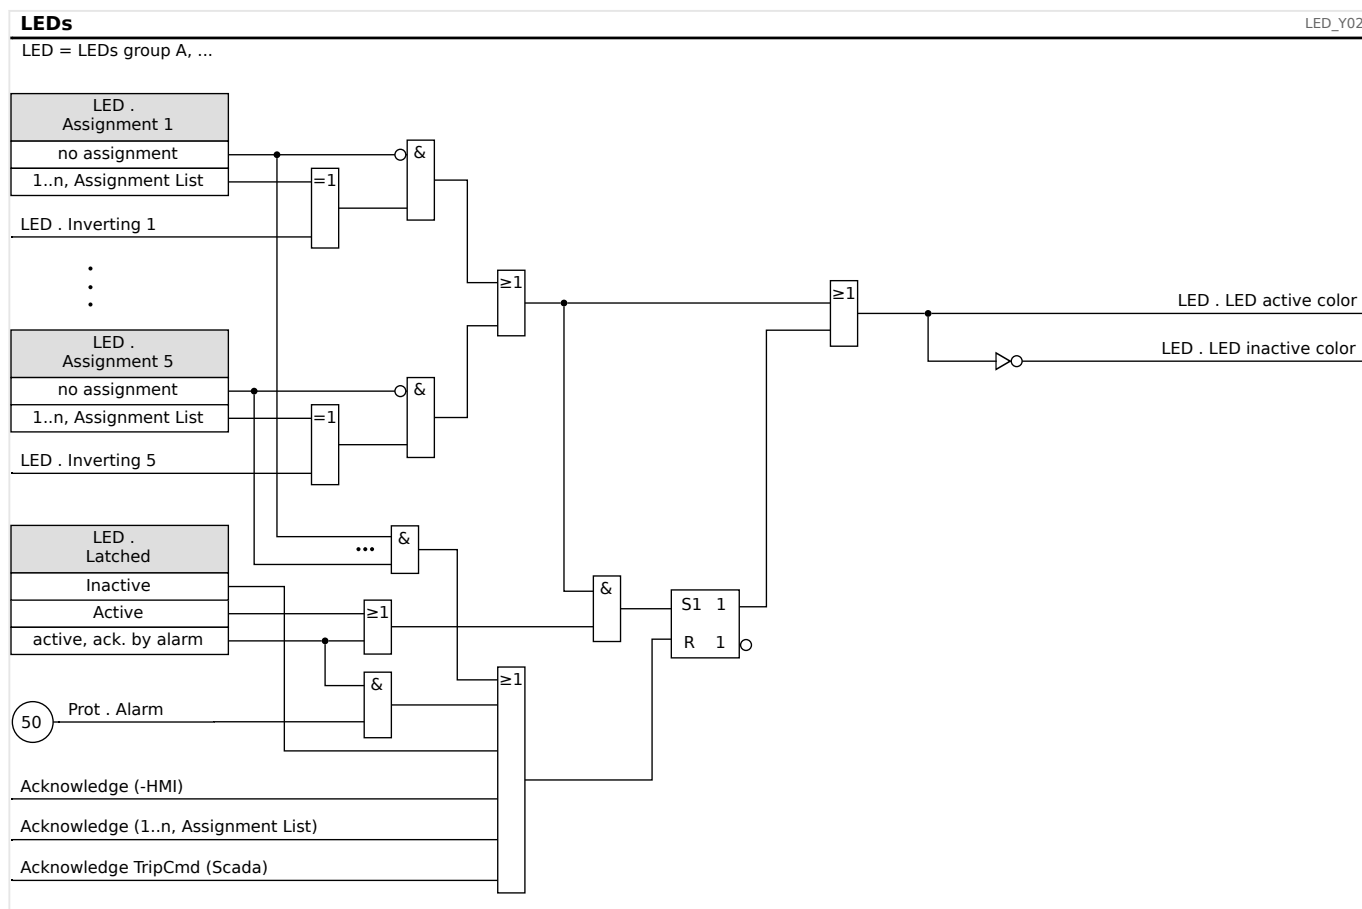 LEDs
LED_Y02
LED = LEDs group A, ...
LED .
Assignment 1
no assignment
&
1..n, Assignment List
=1
LED . Inverting 1
≥1
≥1
LED . LED active color
LED .
Assignment 5
LED . LED inactive color
no assignment
&
1..n, Assignment List
=1
LED . Inverting 5
LED .
Latched
•••
&
Inactive
&
Active
≥1
S1 1
active, ack. by alarm
R 1
&
≥1
50
Prot . Alarm
Acknowledge (-HMI)
Acknowledge (1..n, Assignment List)
Acknowledge TripCmd (Scada)